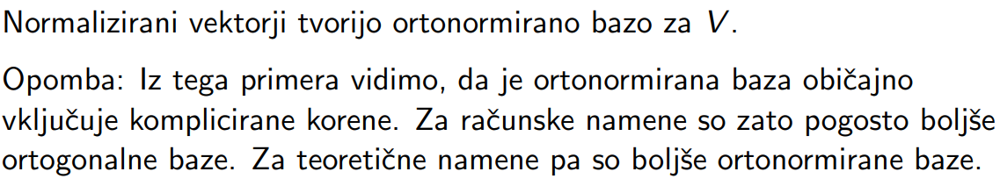 Normalizirani vektorji tvorijo ortonormirano bazo za V.
Opomba: Iz tega primera vidimo, da je ortonormirana baza običajno
vključuje komplicirane korene. Za računske namene so zato pogosto boljše
ortogonalne baze. Za teoretične namene pa so boljše ortonormirane baze.